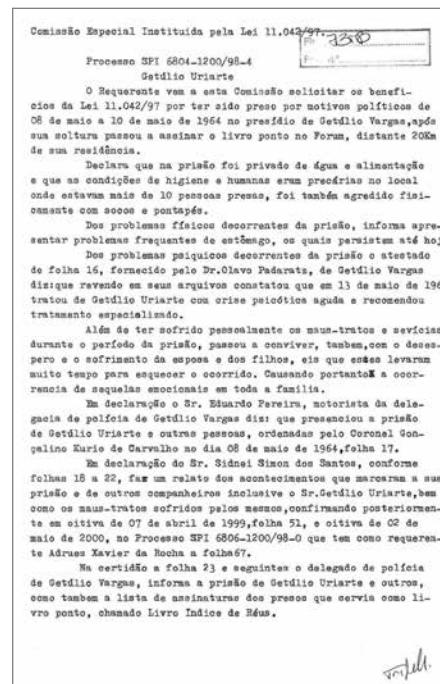 Comissão Especial Instituída pela Lei 11.042/97.
Processo SPI 6804-1200/98-4
Getúlio Uriarte
O Requerente vem a esta Comissão solicitar os benefí-
cios da Lei 11.042/97 por ter sido preso por motivos políticos de
08 de maio a 10 de maio de 1964 no presídio de Getúlio Vargas,após
sua soltura passou a assinar o livro ponto no Forum, distante 20Km
de sua residência.
Declara que na prisão foi privado de água e alimentação
e que as condições de higiene e humanas eram precárias no local
onde estavam mais de 10 pessoas presas, foi também agredido fisi-
camente com socos e pontapés.
Dos problemas físicos decorrentes da prisão, informa apre-
sentar problemas frequentes de estômago, os quais persistem até hoj
Dos problemas psiquicos decorrentes da prisão o atestado
de folha 16, fornecido pelo Dr.Olavo Padaratz, de Getúlio Vargas
diz:que revendo em seus arquivos constatou que em 13 de maio de 196
tratou de Getúlio Uriarte com crise psicótica aguda e recomendou
tratamento especializado.
Além de ter sofrido pessoalmente os maus-tratos e sevícias
durante o período da prisão, passou a conviver, tambem,com o deses-
pero e o sofrimento da esposa e dos filhos, eis que estes levaram
muito tempo para esquecer o ocorrido. Causando portanto a ocor-
rencia de sequelas emocionais em toda a família.
Em declaração o Sr. Eduardo Pereira, motorista da dele-
gacia de polícia de Getúlio Vargas diz: que presenciou a prisão
de Getúlio Uriarte e outras pessoas, ordenadas pelo Coronel Gon-
çalino Kurio de Carvalho no dia 08 de maio de 1964,folha 17.
Em declaração do Sr. Sidnei Simon dos Santos, conforme
folhas 18 a 22, faz um relato dos acontecimentos que marcaram a sua
prisão e de outros companheiros inclusive o Sr.Getúlio Uriarte,bem
como os maus-tratos sofridos pelos mesmos,confirmando posteriormen-
te em oitiva de 07 de abril de 1999,folha 51, e oitiva de 02 de
maio de 2000, no Processo SPI 6806-1200/98-0 que tem como requeren-
te Adrues Xavier da Rocha a folha67.
Na certidão a folha 23 e seguintes o delegado de polícia
de Getúlio Vargas, informa a prisão de Getúlio Uriarte e outros,
como tambem a lista de assinaturas dos presos que servia como li-
vro ponto, chamado Livro Índice de Réus.